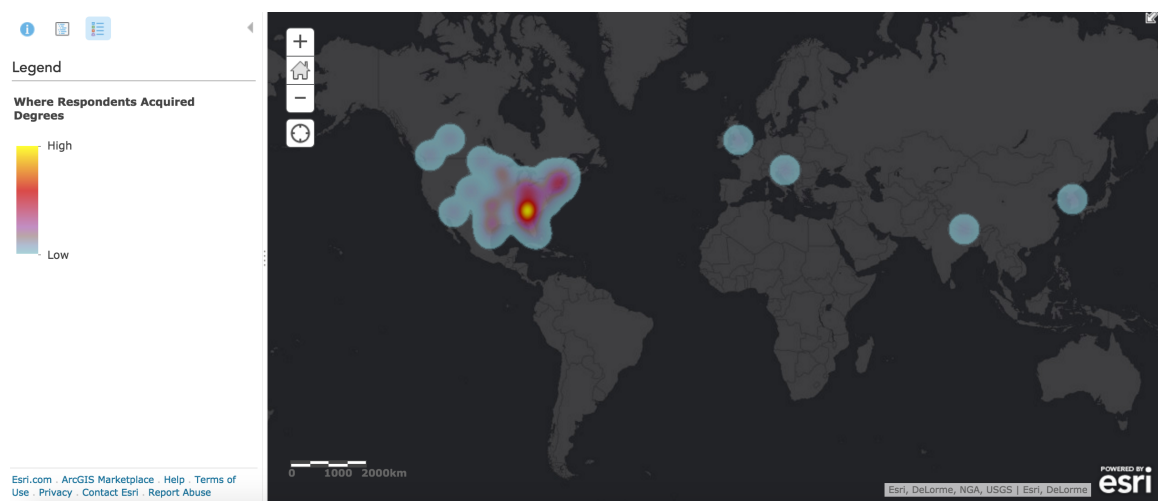 Legend
Where Respondents Acquired
Degrees
High
Low
Esri.com . ArcGIS Marketplace . Help . Terms of
Use . Privacy . Contact Esri . Report Abuse
0 1000 2000km
Esri, DeLorme, NGA, USGS | Esri, DeLorme
POWERED BY
esri